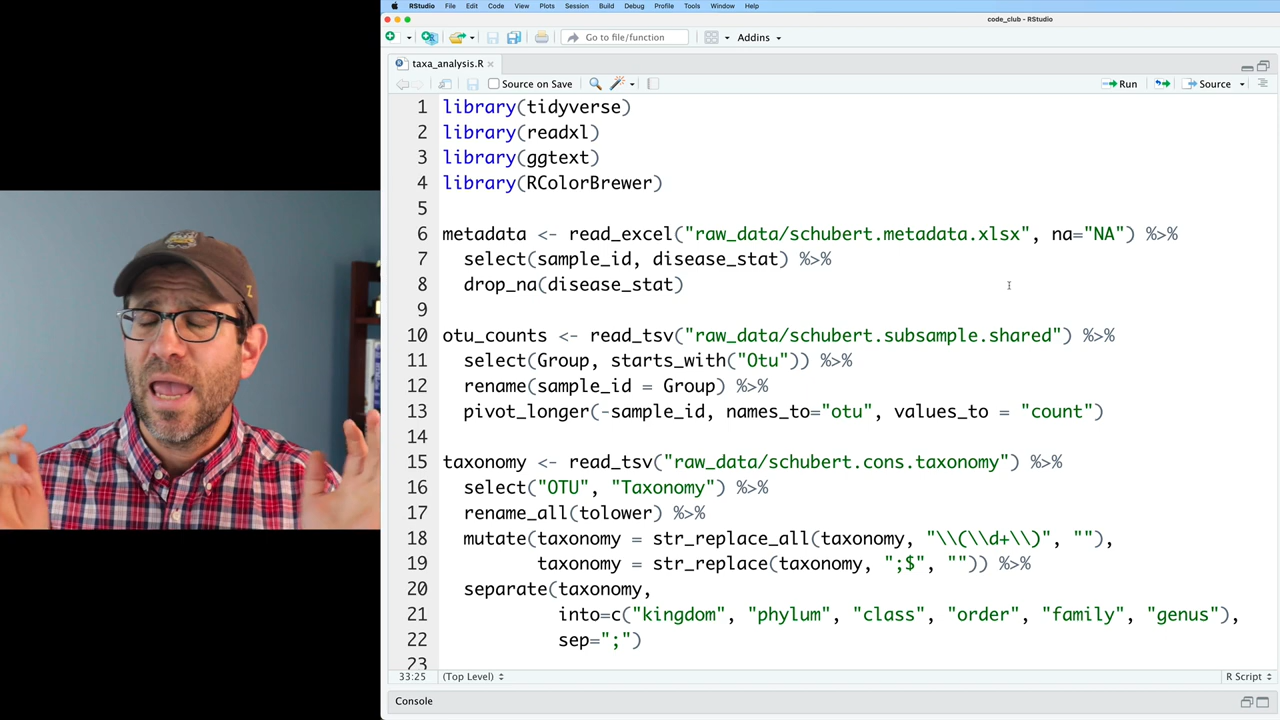 RStudio File Edit Code View Plots Session Build Debug Profile Tools Window Help
code_club - RStudio
Go to file/function Addins
taxa_analysis.R
Source on Save Run Source
1 library(tidyverse)
2 library(readxl)
3 library(ggtext)
4 library(RColorBrewer)
5
6 metadata <- read_excel("raw_data/schubert.metadata.xlsx", na="NA") %>%
7 select(sample_id, disease_stat) %>%
8 drop_na(disease_stat)
9
10 otu_counts <- read_tsv("raw_data/schubert.subsample.shared") %>%
11 select(Group, starts_with("Otu")) %>%
12 rename(sample_id = Group) %>%
13 pivot_longer(-sample_id, names_to="otu", values_to = "count")
14
15 taxonomy <- read_tsv("raw_data/schubert.cons.taxonomy") %>%
16 select("OTU", "Taxonomy") %>%
17 rename_all(tolower) %>%
18 mutate(taxonomy = str_replace_all(taxonomy, "\\(\\d+\\)", ""),
19 taxonomy = str_replace(taxonomy, ";$", "")) %>%
20 separate(taxonomy,
21 into=c("kingdom", "phylum", "class", "order", "family", "genus"),
22 sep=";")
23
33:25 (Top Level) R Script
Console